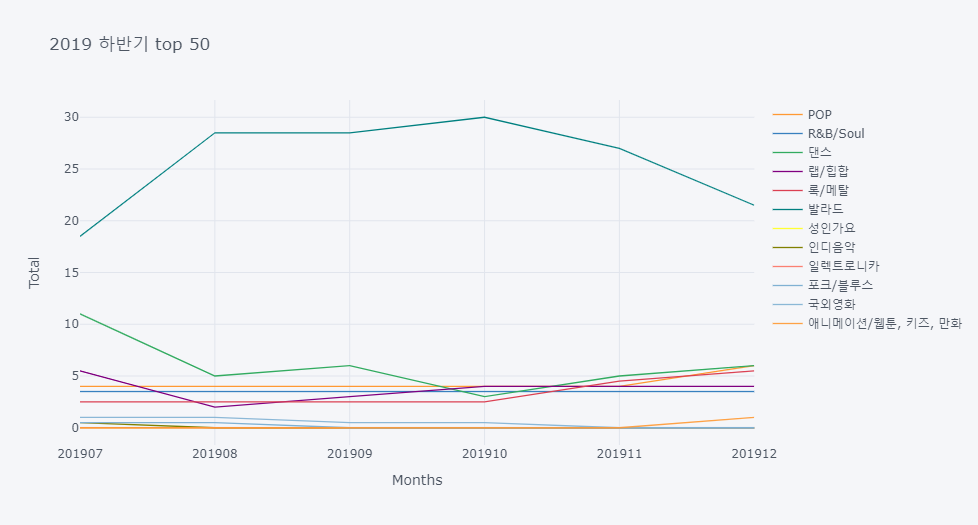 2019 하반기 top 50
Total
30
25
20
15
10
5
0
201907
201908
201909
201910
201911
201912
Months
POP
R&B/Soul
댄스
랩/힙합
록/메탈
발라드
성인가요
인디음악
일렉트로니카
포크/블루스
국외영화
애니메이션/웹툰, 키즈, 만화